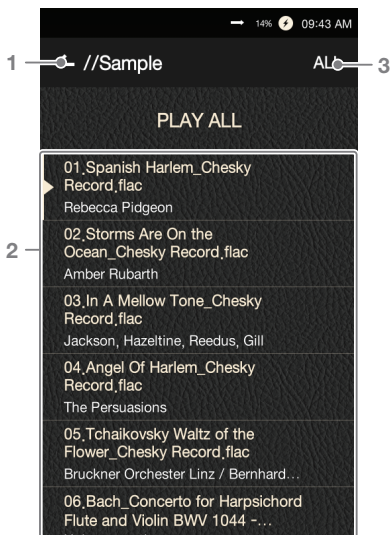 14% 09:43 AM
1 //Sample ALL 3
PLAY ALL
01.Spanish Harlem_Chesky
Record.flac
Rebecca Pidgeon
2
02.Storms Are On the
Ocean_Chesky Record.flac
Amber Rubarth
03.In A Mellow Tone_Chesky
Record.flac
Jackson, Hazeltine, Reedus, Gill
04.Angel Of Harlem_Chesky
Record.flac
The Persuasions
05.Tchaikovsky Waltz of the
Flower_Chesky Record.flac
Bruckner Orchester Linz / Bernhard...
06.Bach_Concerto for Harpsichord
Flute and Violin BWV 1044 -...